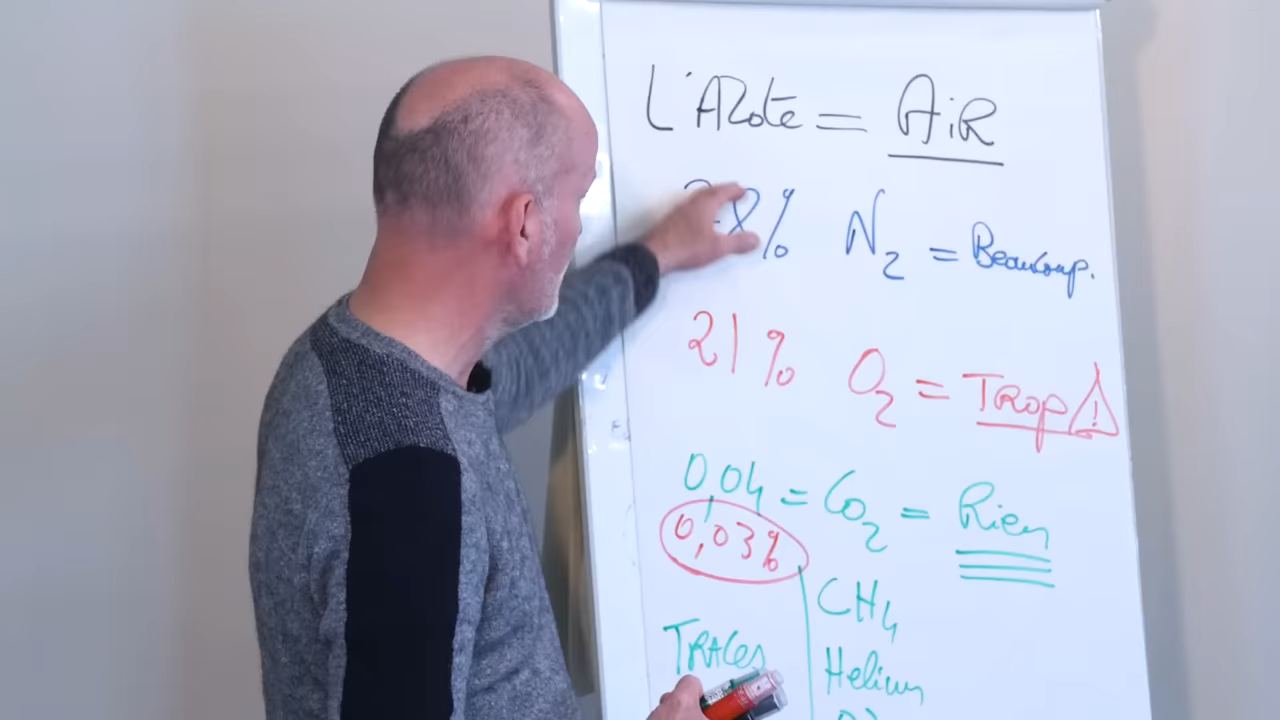 L'AZote = AiR
8% N2 = Beaucoup.
21% O2 = TROP !
0,04 = CO2 = Rien
0,03%
CH4
TRACes
Helium